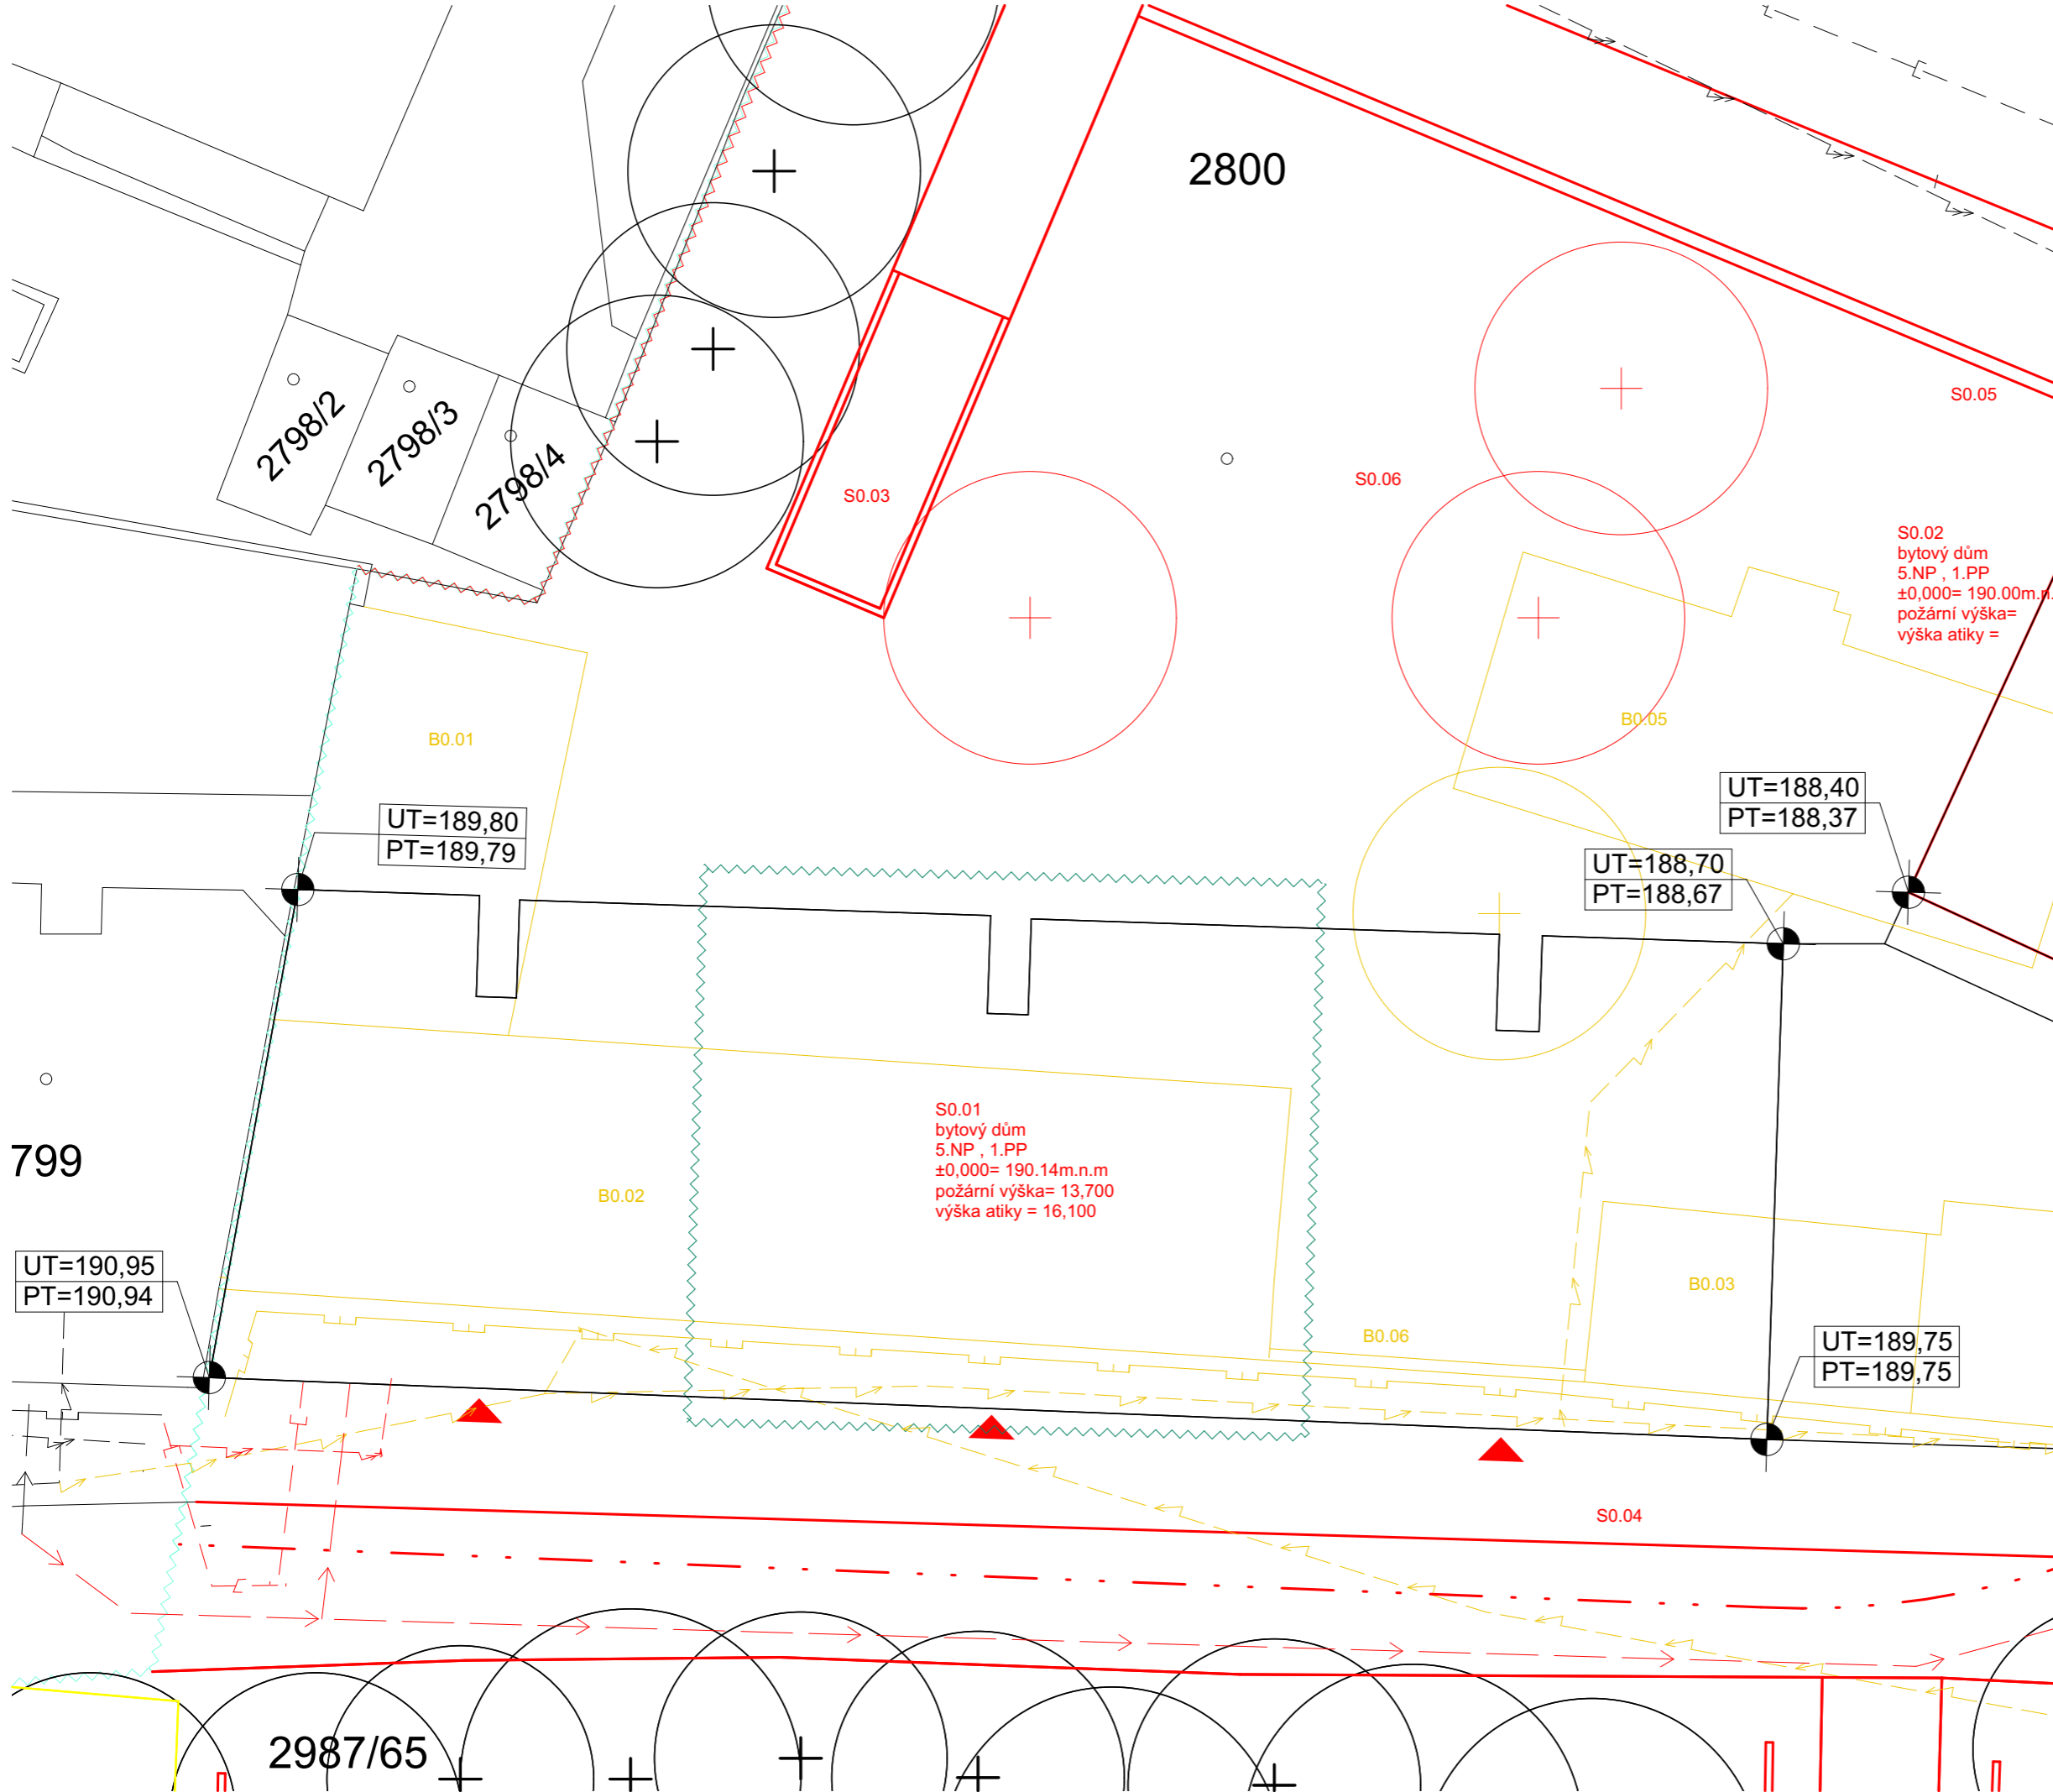 2800
S0.05
2798/2
2798/3
2798/4
S0.03
S0.06
S0.02
bytový dům
5.NP , 1.PP
±0,000= 190.00m.n.
požární výška=
výška atiky =
B0.01
B0.05
UT=189,80
PT=189,79
UT=188,40
PT=188,37
UT=188,70
PT=188,67
S0.01
bytový dům
5.NP , 1.PP
±0,000= 190.14m.n.m
požární výška= 13,700
výška atiky = 16,100
799
B0.02
UT=190,95
PT=190,94
B0.03
B0.06
UT=189,75
PT=189,75
S0.04
2987/65